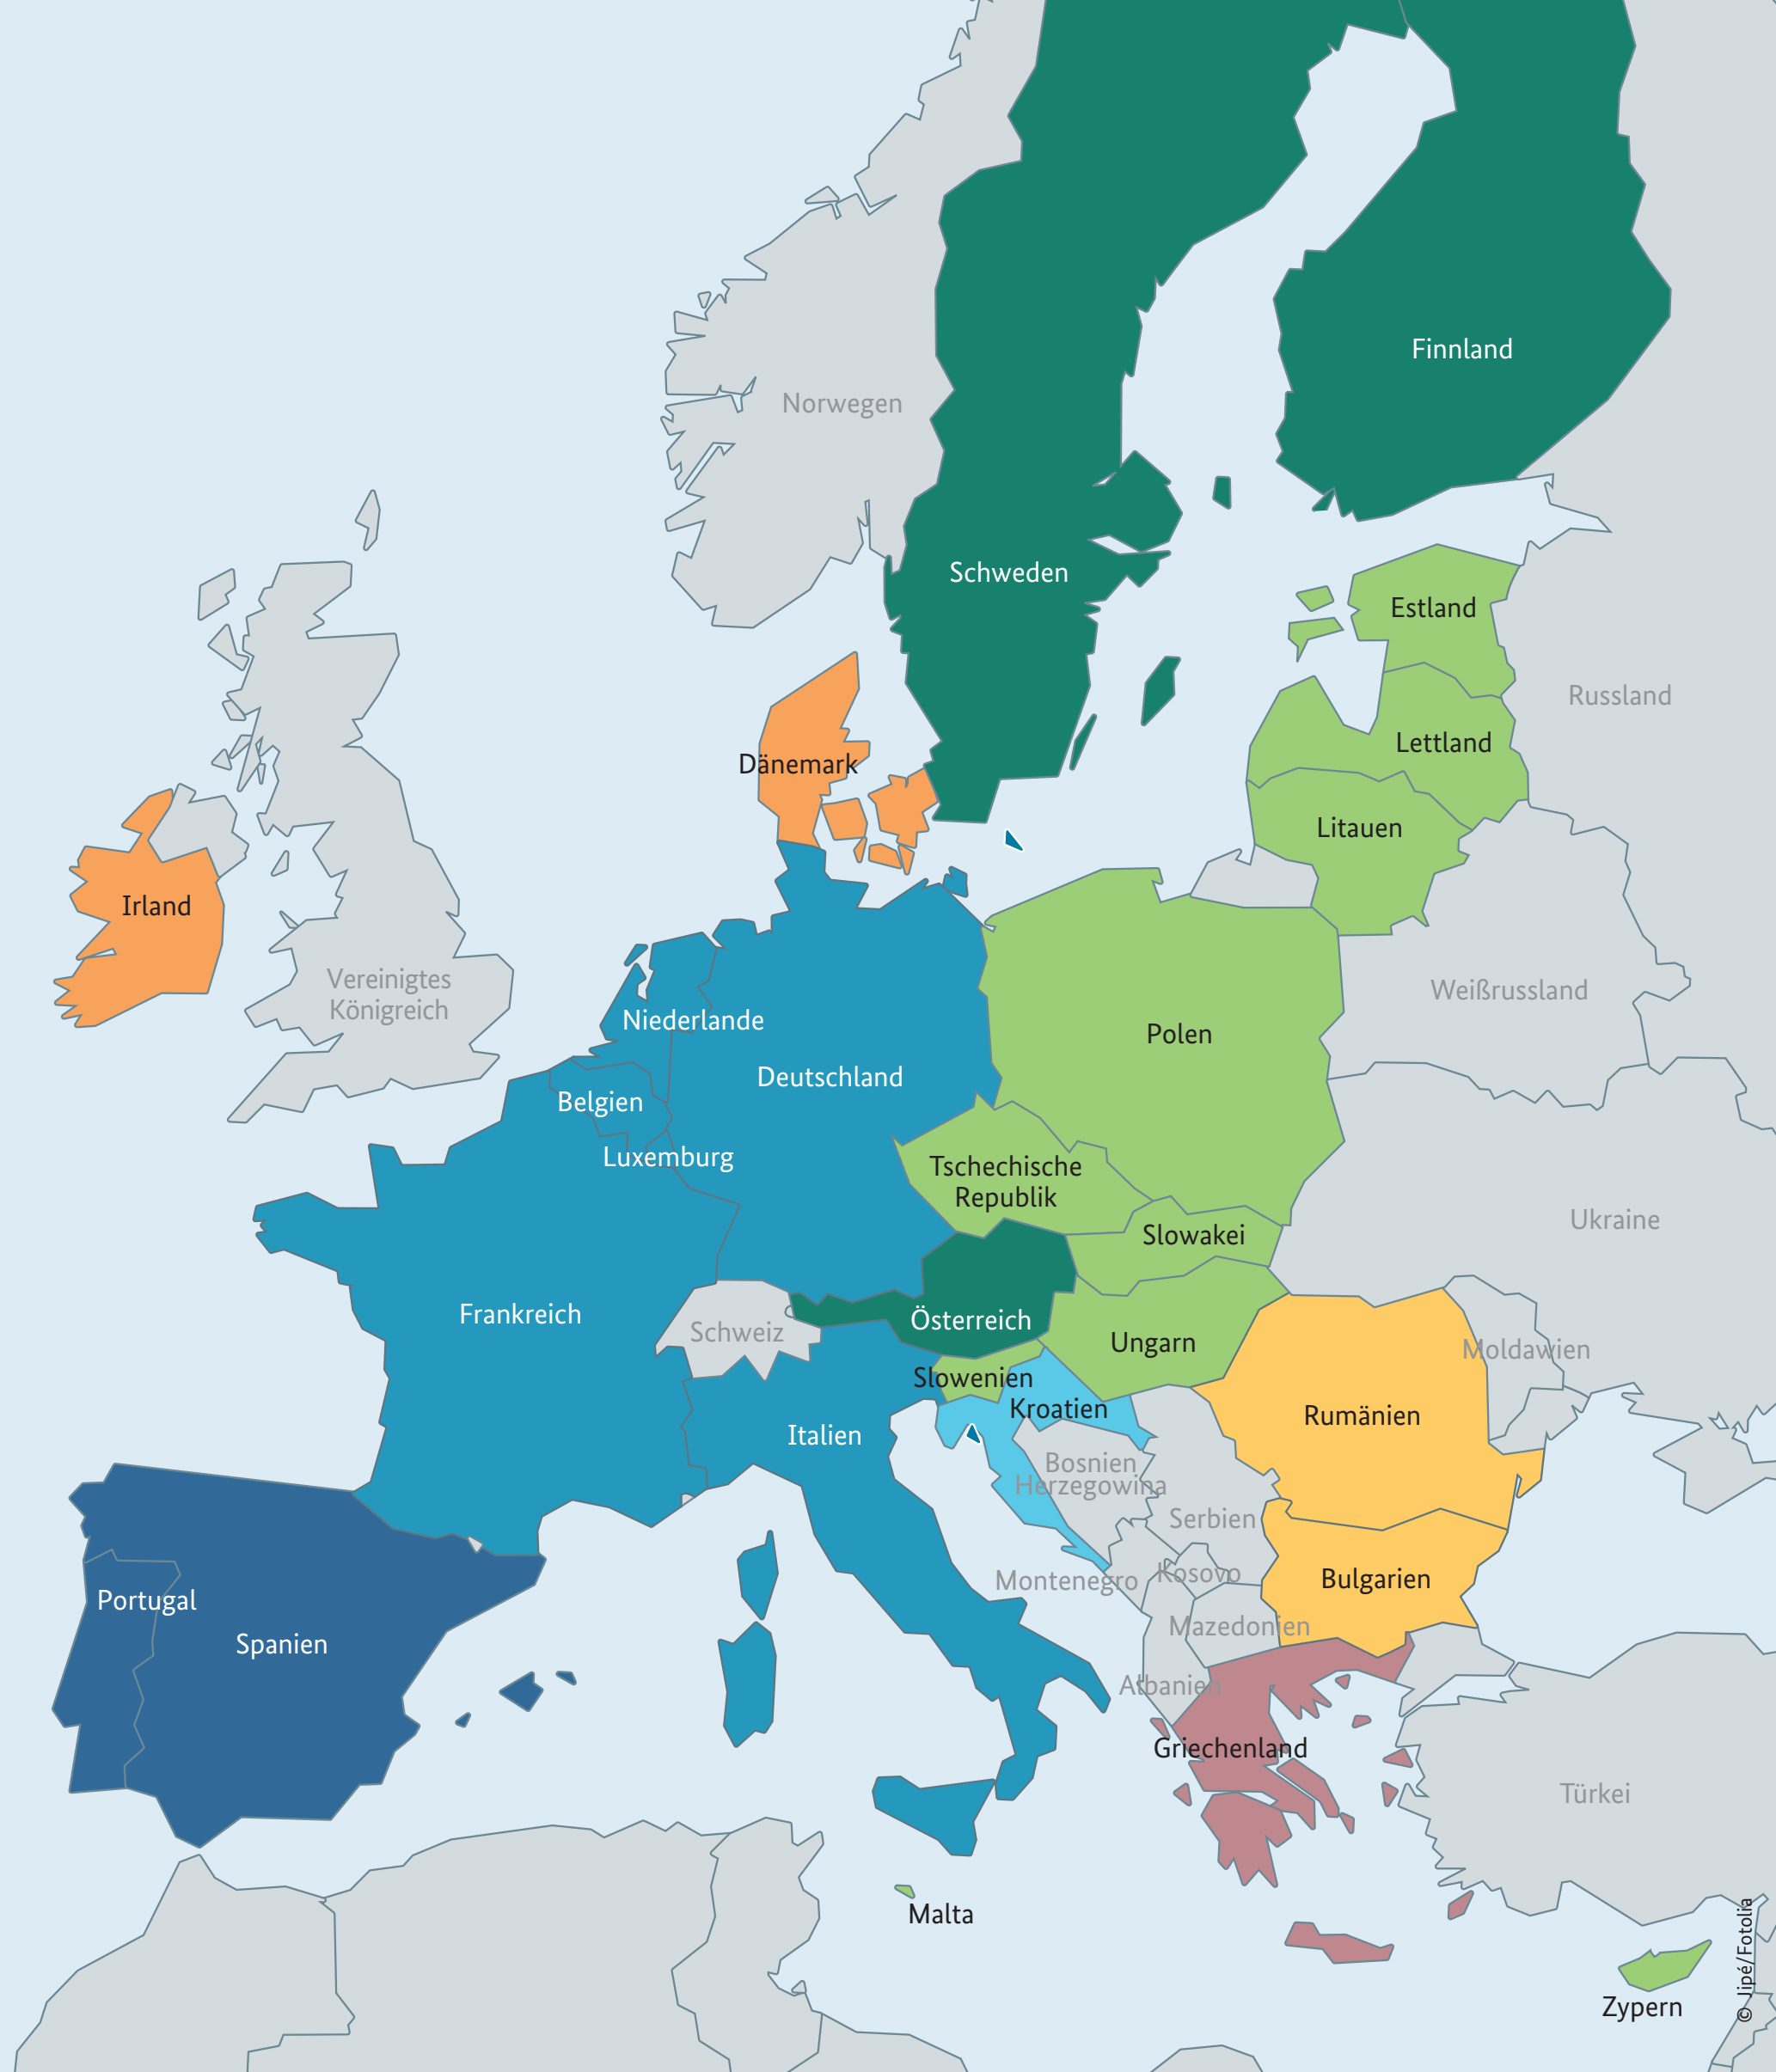 Finnland
Norwegen
Schweden
Estland
Russland
Lettland
Dänemark
Litauen
Irland
Vereinigtes
Königreich
Weißrussland
Niederlande
Polen
Deutschland
Belgien
Luxemburg
Tschechische
Republik
Slowakei
Ukraine
Frankreich
Österreich
Schweiz
Ungarn
Moldawien
Slowenien
Kroatien
Rumänien
Italien
Bosnien
Herzegowina
Serbien
Kosovo
Montenegro
Bulgarien
Portugal
Mazedonien
Spanien
Albanien
Griechenland
Türkei
Malta
Zypern
© Jipé/Fotolia